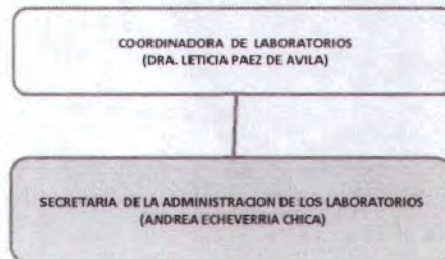 COORDINADORA DE LABORATORIOS
(DRA. LETICIA PAEZ DE AVILA)
SECRETARIA DE LA ADMINISTRACION DE LOS LABORATORIOS
(ANDREA ECHEVERRIA CHICA)